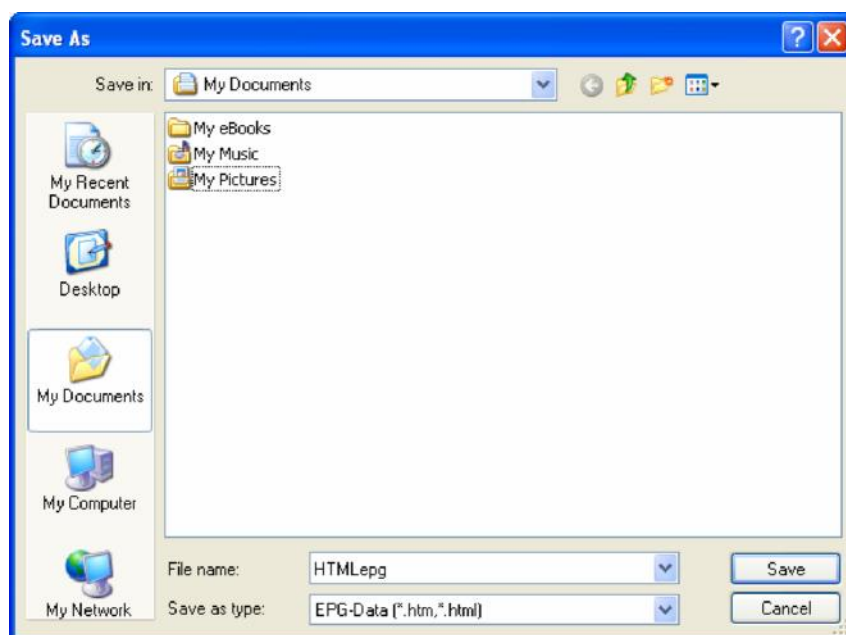 Save As
Save in:
My Documents
My eBooks
My Music
My Pictures
My Recent
Documents
Desktop
My Documents
My Computer
My Network
File name:
HTMLepg
Save
Save as type:
EPG-Data (*.htm,*.html)
Cancel